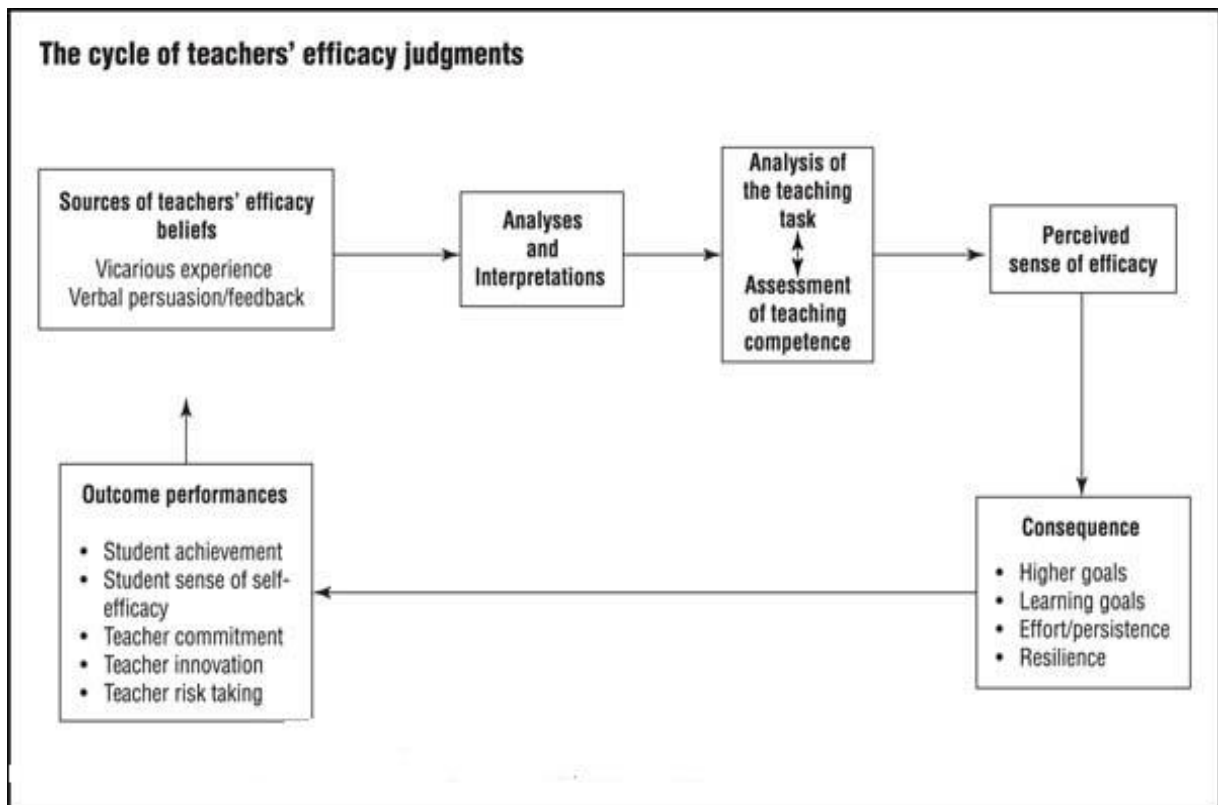 The cycle of teachers’ efficacy judgments
Sources of teachers’ efficacy
beliefs
Vicarious experience
Verbal persuasion/feedback
Analyses
and
Interpretations
Analysis of
the teaching
task
Assessment
of teaching
competence
Perceived
sense of efficacy
Consequence
• Higher goals
• Learning goals
• Effort/persistence
• Resilience
Outcome performances
• Student achievement
• Student sense of self-
efficacy
• Teacher commitment
• Teacher innovation
• Teacher risk taking